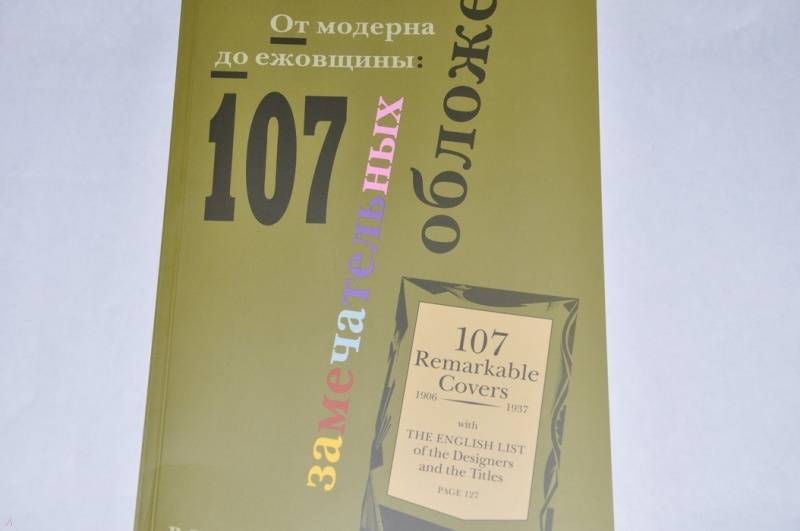 От модерна
до ежовщины:
107
замечательных
обложе
107
Remarkable
Covers
1906 1937
with
THE ENGLISH LIST
of the Designers
and the Titles
PAGE 127